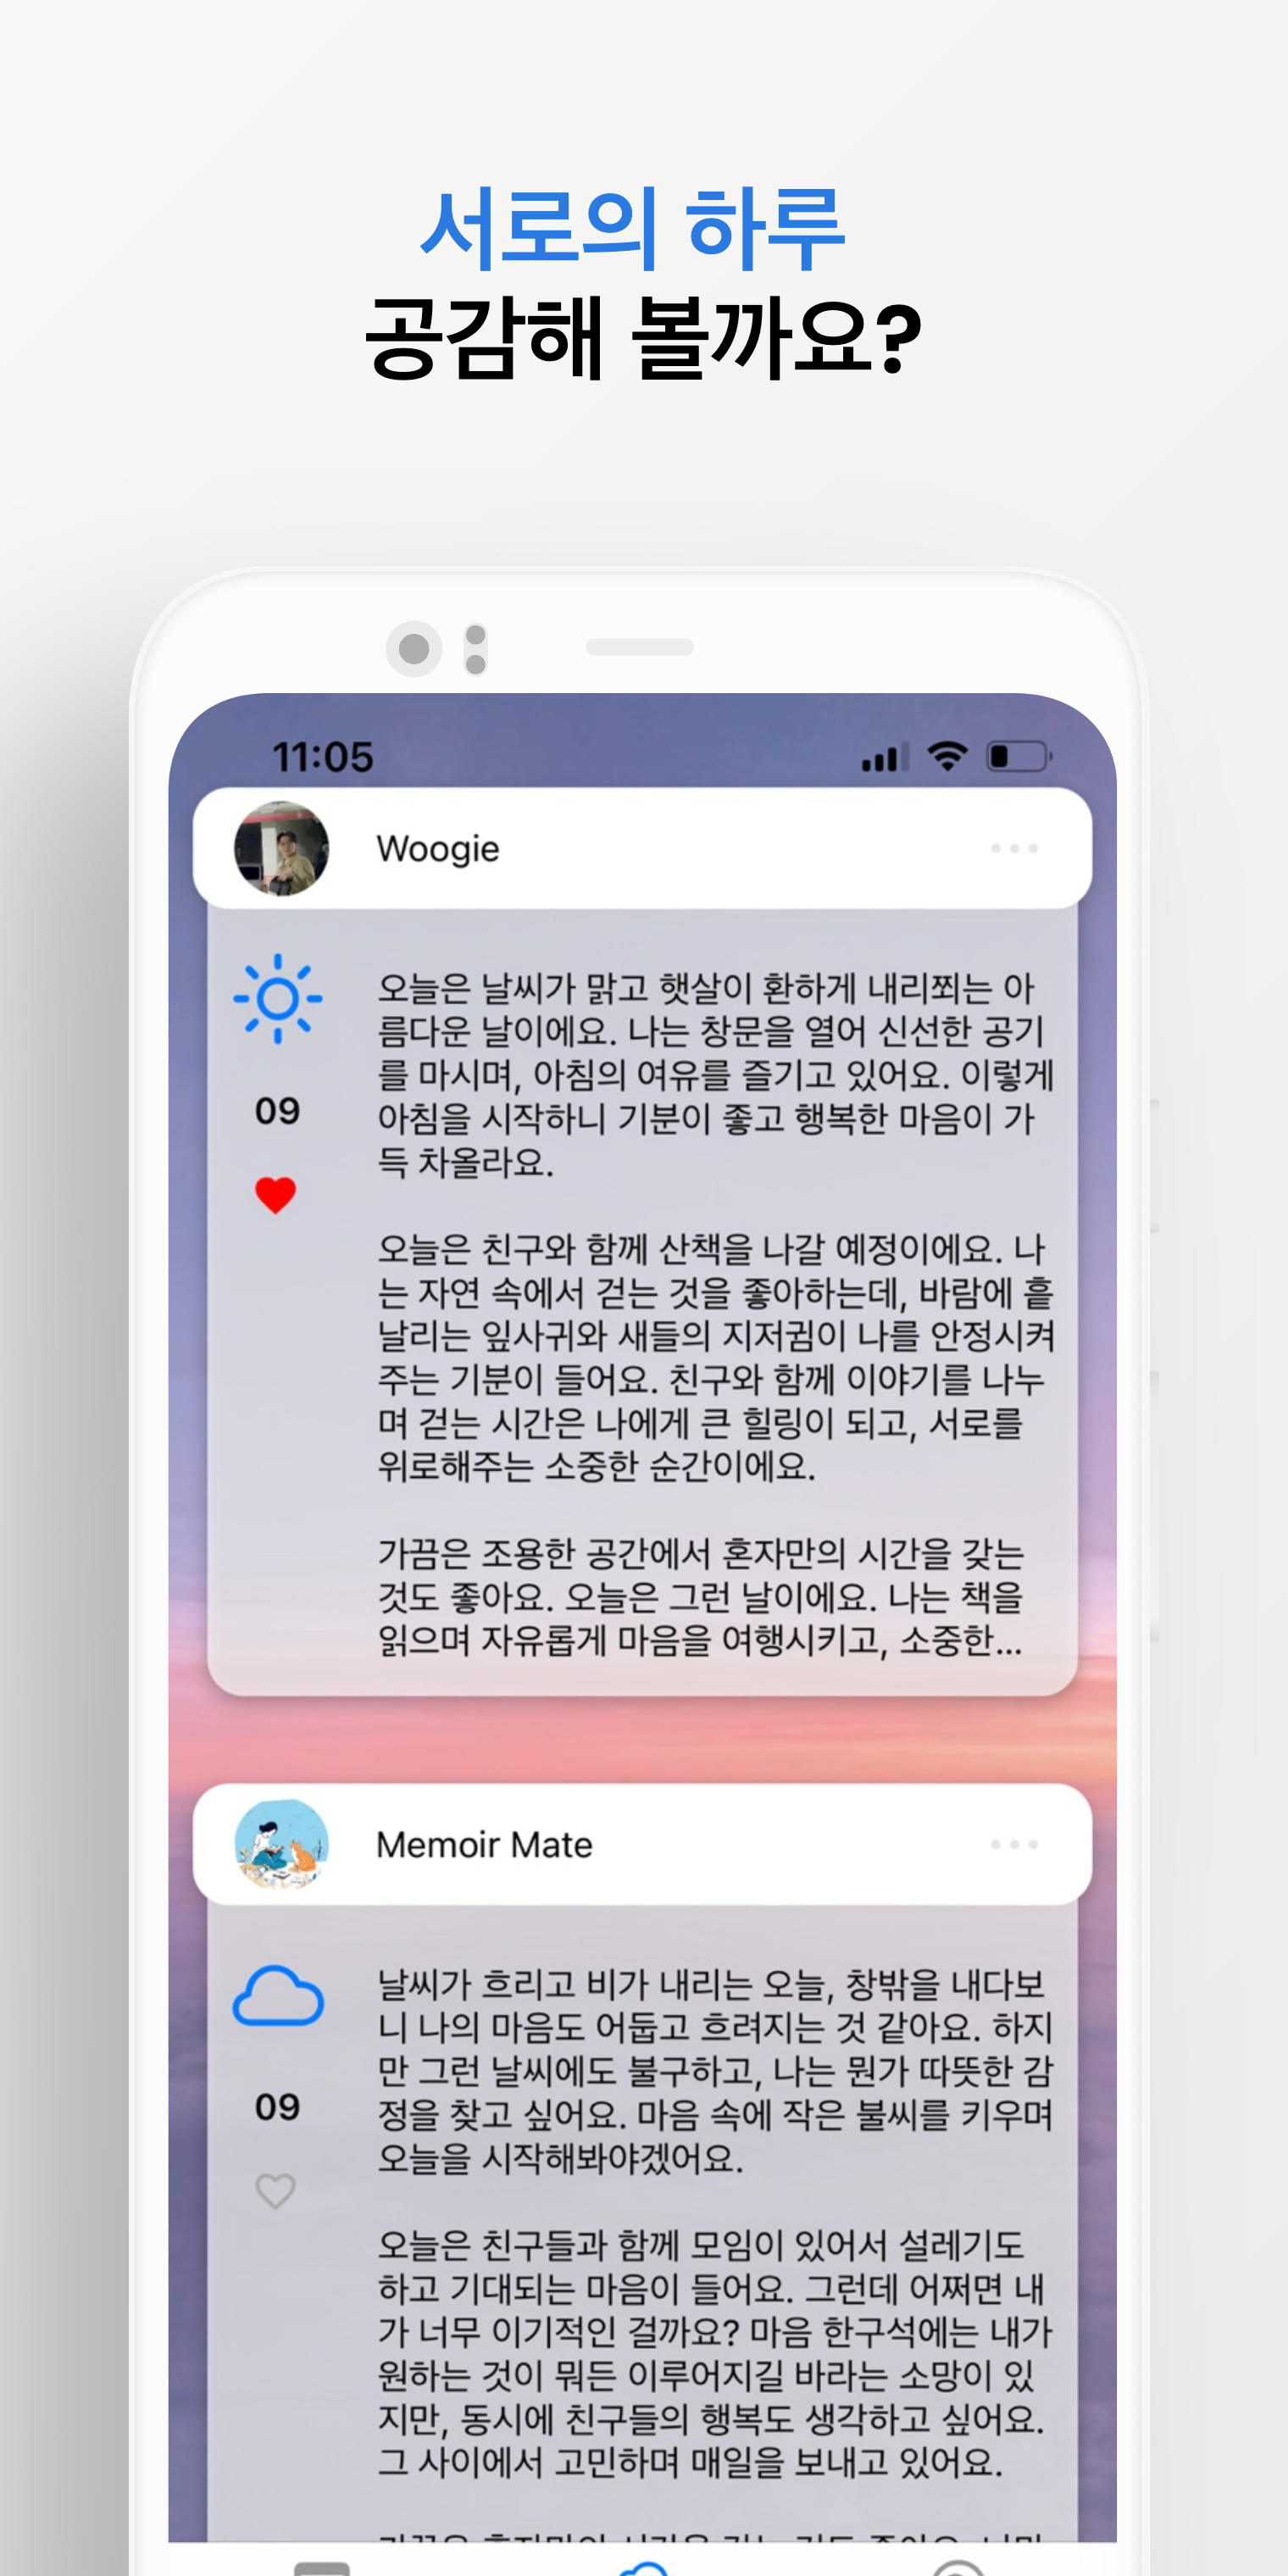 서로의 하루
공감해 볼까요?
11:05
Woogie
오늘은 날씨가 맑고 햇살이 환하게 내리쬐는 아
름다운 날이에요. 나는 창문을 열어 신선한 공기
를 마시며, 아침의 여유를 즐기고 있어요. 이렇게
아침을 시작하니 기분이 좋고 행복한 마음이 가
득 차올라요.
09
오늘은 친구와 함께 산책을 나갈 예정이에요. 나
는 자연 속에서 걷는 것을 좋아하는데, 바람에 흩
날리는 잎사귀와 새들의 지저귐이 나를 안정시켜
주는 기분이 들어요. 친구와 함께 이야기를 나누
며 걷는 시간은 나에게 큰 힐링이 되고, 서로를
위로해주는 소중한 순간이에요.
가끔은 조용한 공간에서 혼자만의 시간을 갖는
것도 좋아요. 오늘은 그런 날이에요. 나는 책을
읽으며 자유롭게 마음을 여행시키고, 소중한...
Memoir Mate
날씨가 흐리고 비가 내리는 오늘, 창밖을 내다보
니 나의 마음도 어둡고 흐려지는 것 같아요. 하지
만 그런 날씨에도 불구하고, 나는 뭔가 따뜻한 감
정을 찾고 싶어요. 마음 속에 작은 불씨를 키우며
오늘을 시작해봐야겠어요.
09
오늘은 친구들과 함께 모임이 있어서 설레기도
하고 기대되는 마음이 들어요. 그런데 어쩌면 내
가 너무 이기적인 걸까요? 마음 한구석에는 내가
원하는 것이 뭐든 이루어지길 바라는 소망이 있
지만, 동시에 친구들의 행복도 생각하고 싶어요.
그 사이에서 고민하며 매일을 보내고 있어요.